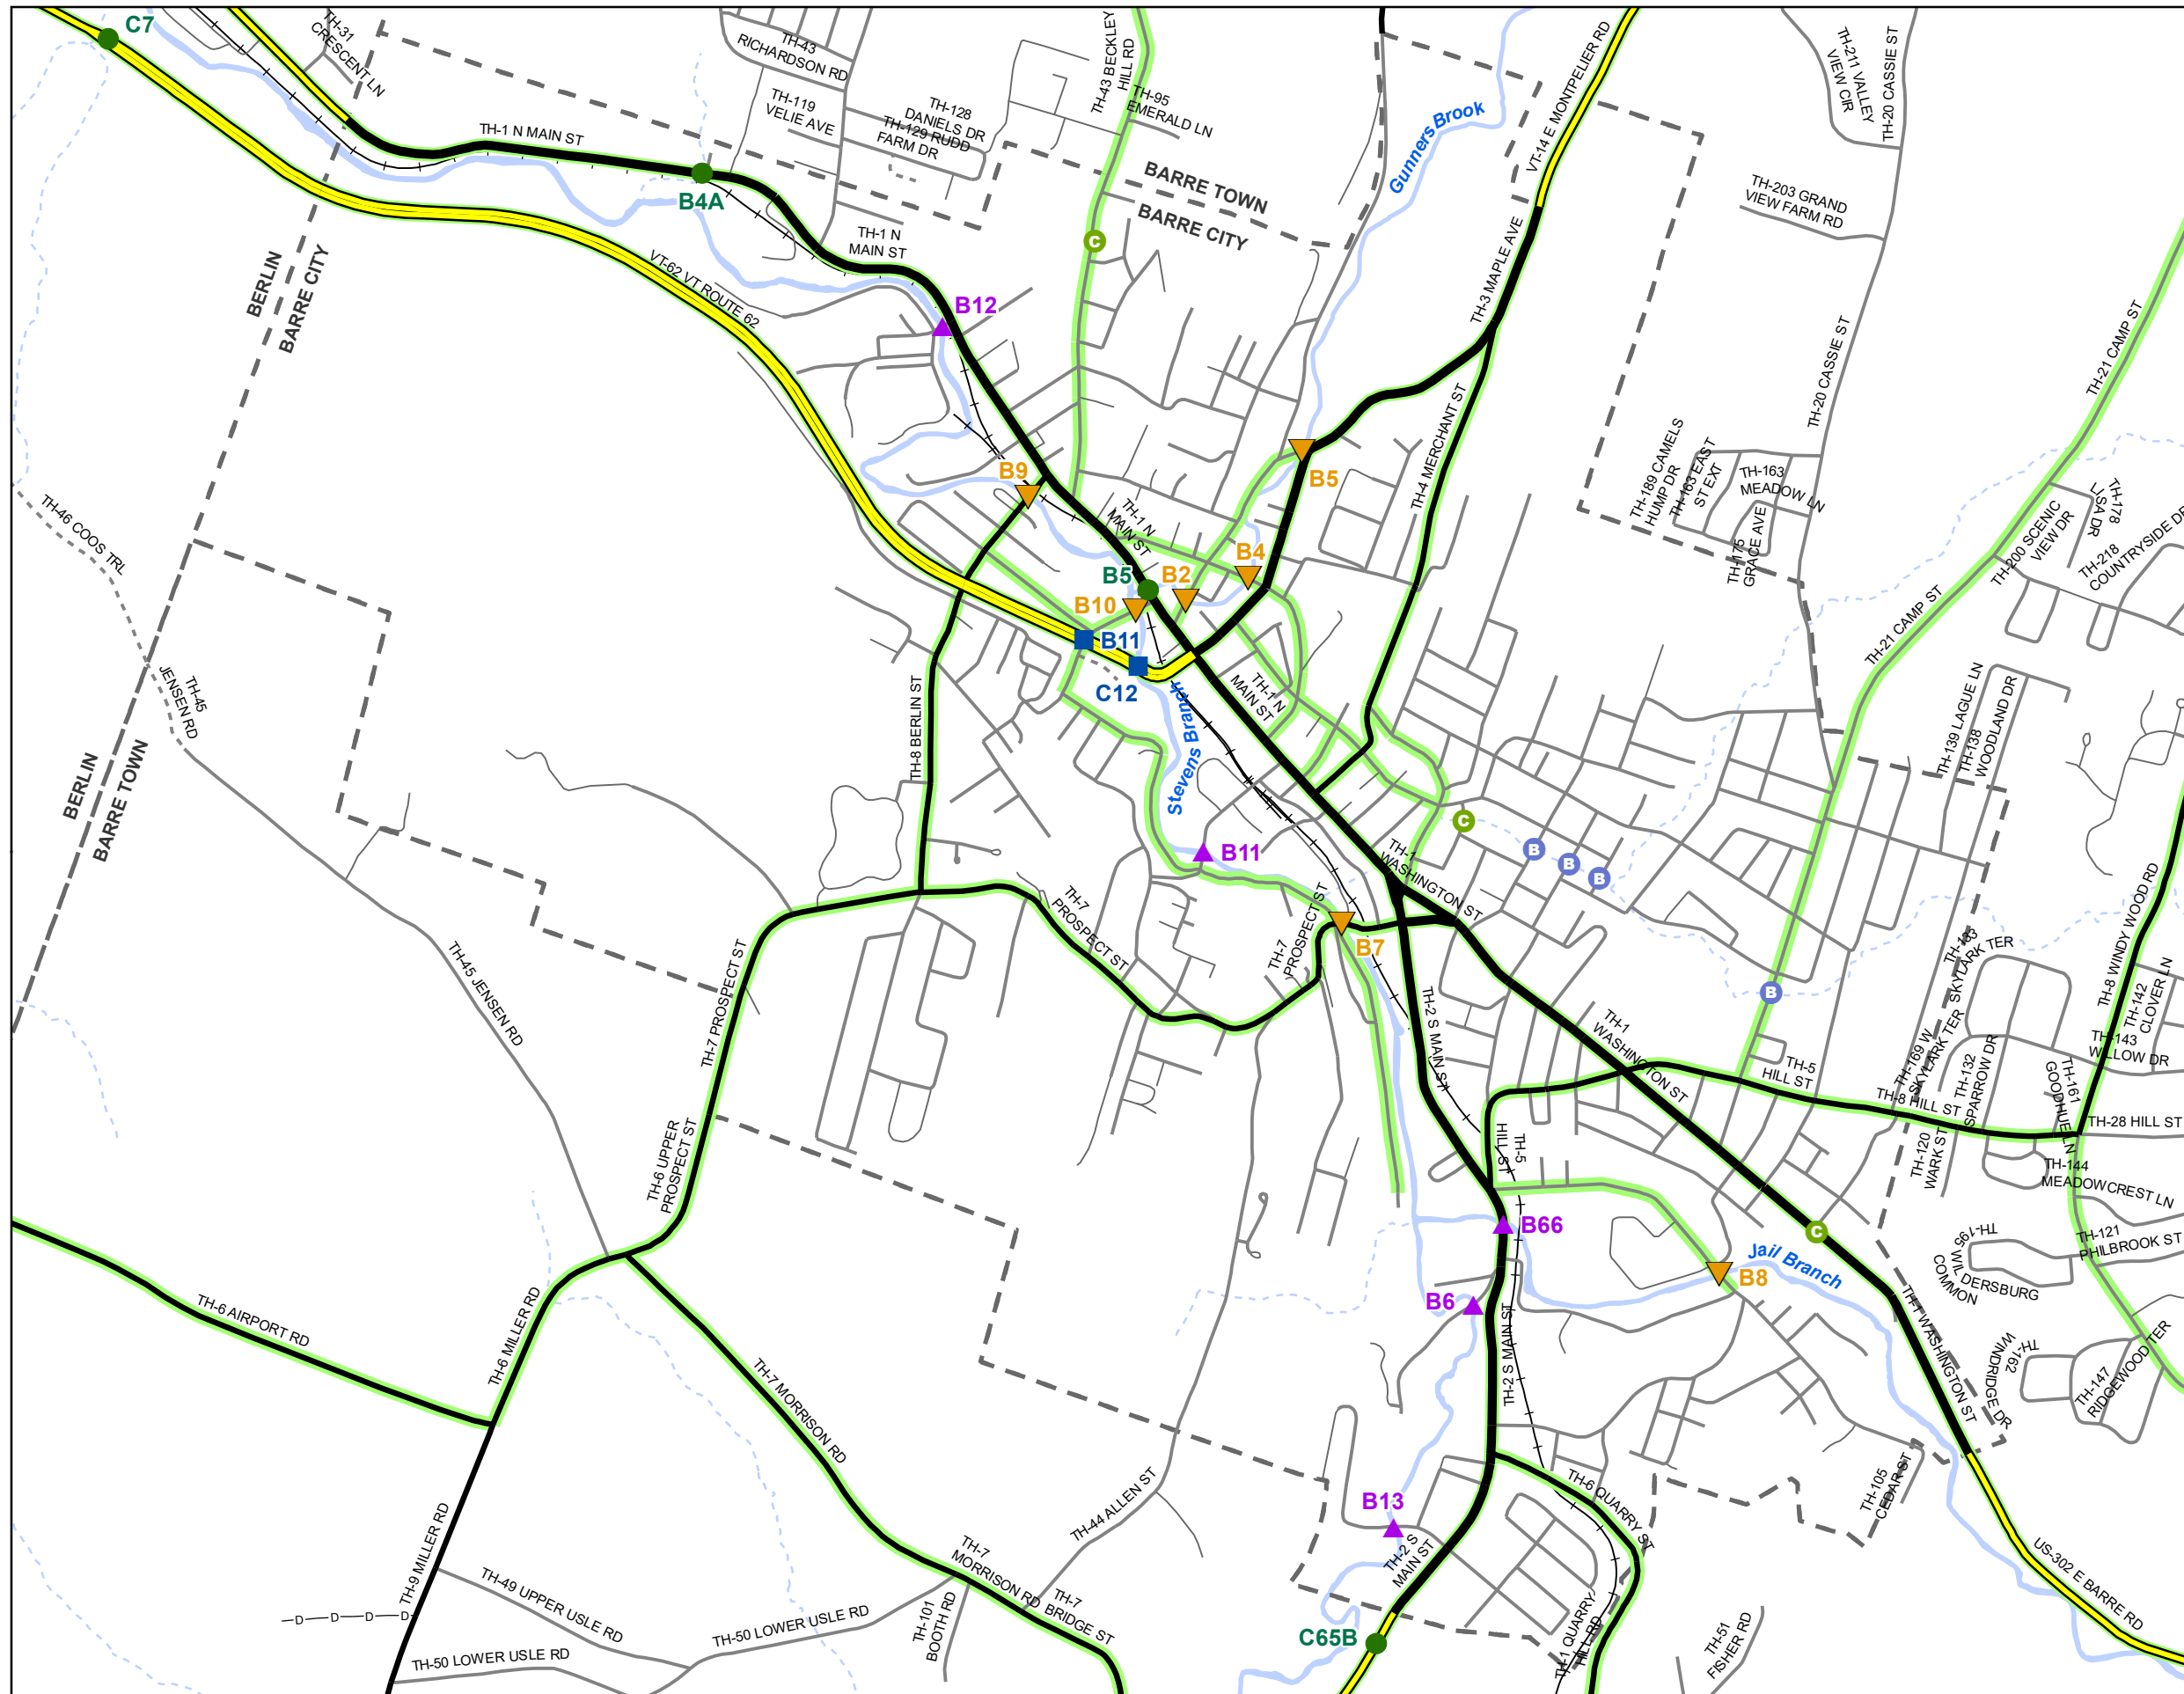 C7
TH-31
CRESCENT LN
TH-43
RICHARDSON RD
TH-119
VELIE AVE
TH-128
DANIELS DR
TH-129 RUDD
FARM DR
TH-43 BECKLEY
HILL RD
TH-95
EMERALD LN
Gunners Brook
VT-14 E MONTPELIER RD
TH-211 VALLEY
VIEW CIR
TH-20 CASSIE ST
TH-1 N MAIN ST
B4A
BARRE TOWN
BARRE CITY
TH-203 GRAND
VIEW FARM RD
TH-1 N
MAIN ST
C
BERLIN
BARRE CITY
VT-62 VT ROUTE 62
B12
TH-3 MAPLE AVE
TH-20 CASSIE ST
TH-21 CAMP ST
TH-4 MERCHANT ST
B9
B5
TH-189 CAMELS
HUMP DR
TH-163 EAST
ST EXT
TH-163
MEADOW LN
TH-175
GRACE AVE
TH-178
LISA DR
TH-200 SCENIC
VIEW DR
TH-218
COUNTRYSIDE DR
TH-46 COOS TRL
TH-1 N
MAIN ST
B5
B2
B4
B10
B11
C12
TH-21 CAMP ST
TH-45
JENSEN RD
TH-8 BERLIN ST
Stevens Branch
TH-1 N
MAIN ST
TH-139 LAGUE LN
TH-138
WOODLAND DR
BERLIN
BARRE TOWN
C
B
B
B
B11
TH-1
WASHINGTON ST
TH-7
PROSPECT ST
TH-7
PROSPECT ST
B7
TH-8 WINDY WOOD RD
TH-183
SKYLARK TER
TH-142
CLOVER LN
TH-45 JENSEN RD
TH-7 PROSPECT ST
B
TH-2 S MAIN ST
TH-1
WASHINGTON ST
TH-5
HILL ST
TH-169 W
SKYLARK TER
TH-132
SPARROW DR
TH-143
WILLOW DR
TH-161
GOODHUE LN
TH-8 HILL ST
TH-28 HILL ST
TH-5
HILL ST
TH-120
WARK ST
TH-144
MEADOWCREST LN
TH-6 UPPER
PROSPECT ST
B66
C
Jail Branch
B8
TH-195
WILDERSBURG
COMMON
TH-121
PHILBROOK ST
TH-6 AIRPORT RD
TH-6 MILLER RD
B6
TH-2 S MAIN ST
TH-1 WASHINGTON ST
TH-162
WINDRIDGE DR
TH-147
RIDGEWOOD TER
TH-7 MORRISON RD
B13
TH-44 ALLEN ST
TH-6 QUARRY ST
TH-105
CEDAR ST
TH-2 S
MAIN ST
TH-9 MILLER RD
TH-49 UPPER USLE RD
TH-7
MORRISON RD
TH-7
BRIDGE ST
US-302 E BARRE RD
D D D D
TH-50 LOWER USLE RD
TH-50 LOWER USLE RD
TH-101
BOOTH RD
C65B
TH-1 QUARRY
HILL RD
TH-51
FISHER RD